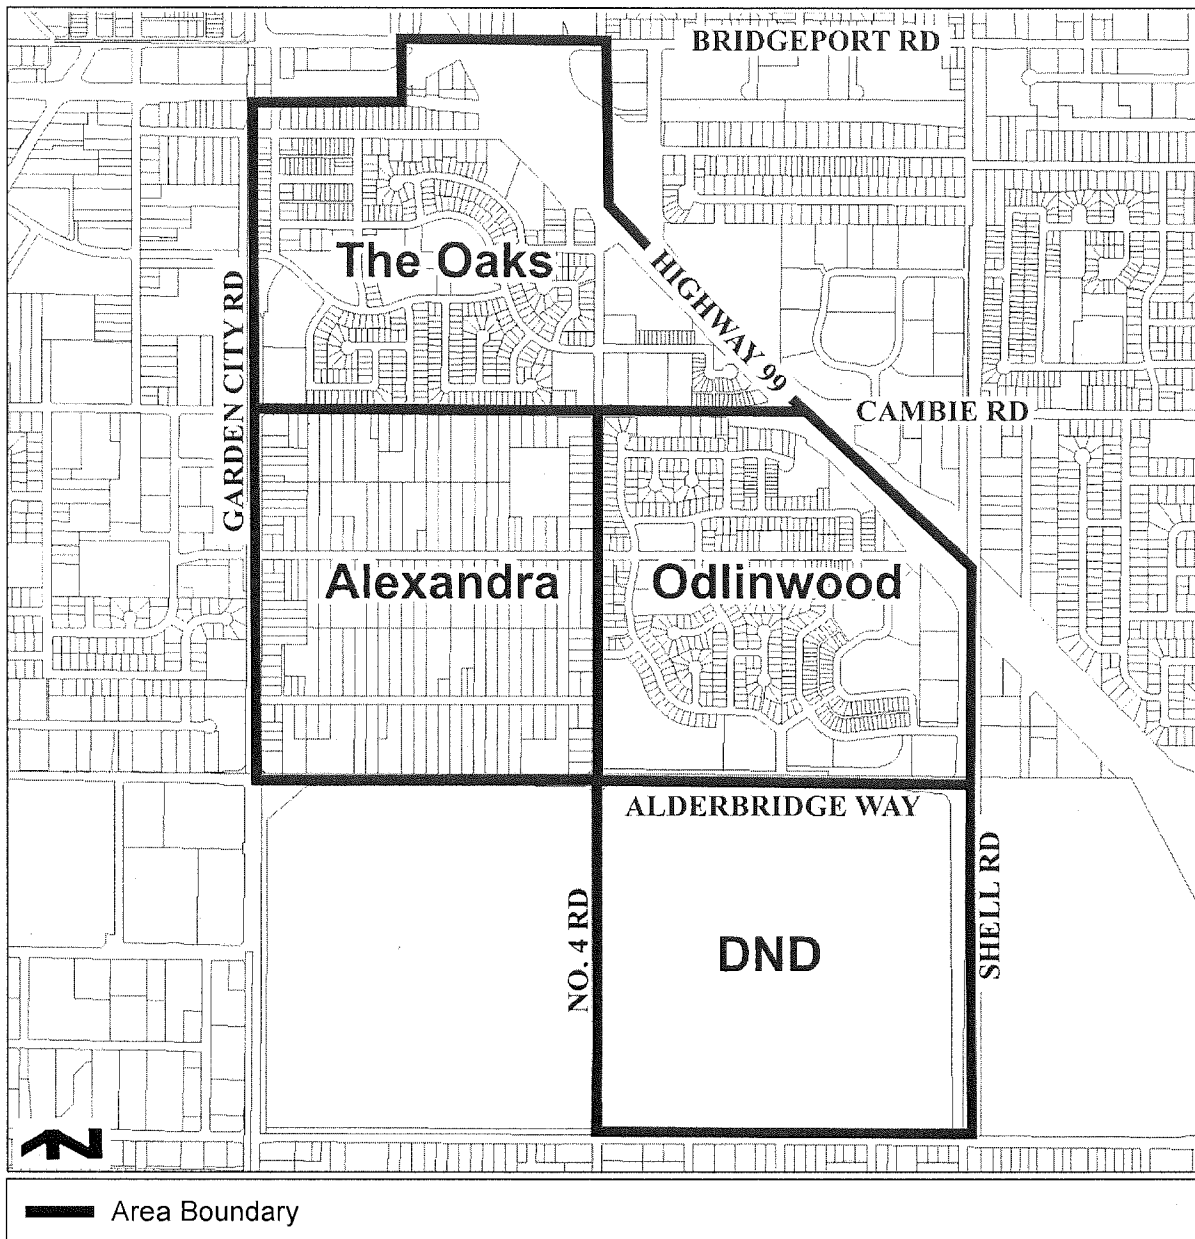 BRIDGEPORT RD
The Oaks
HIGHWAY 99
GARDEN CITY RD
CAMBIE RD
Alexandra
Odlinwood
ALDERBRIDGE WAY
NO. 4 RD
DND
SHELL RD
N
Area Boundary